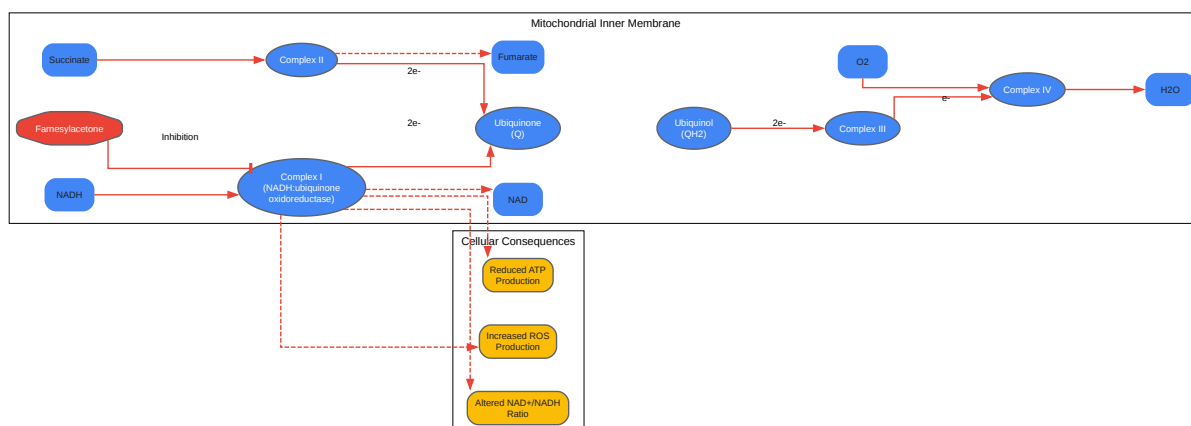 Mitochondrial Inner Membrane
Succinate
Complex II
Fumarate
2e-
O2
Complex IV
H2O
e-
Farnesylacetone
Inhibition
2e-
Ubiquinone
(Q)
Ubiquinol
(QH2)
2e-
Complex III
NADH
Complex I
(NADH:ubiquinone
oxidoreductase)
NAD
Cellular Consequences
Reduced ATP
Production
Increased ROS
Production
Altered NAD+/NADH
Ratio